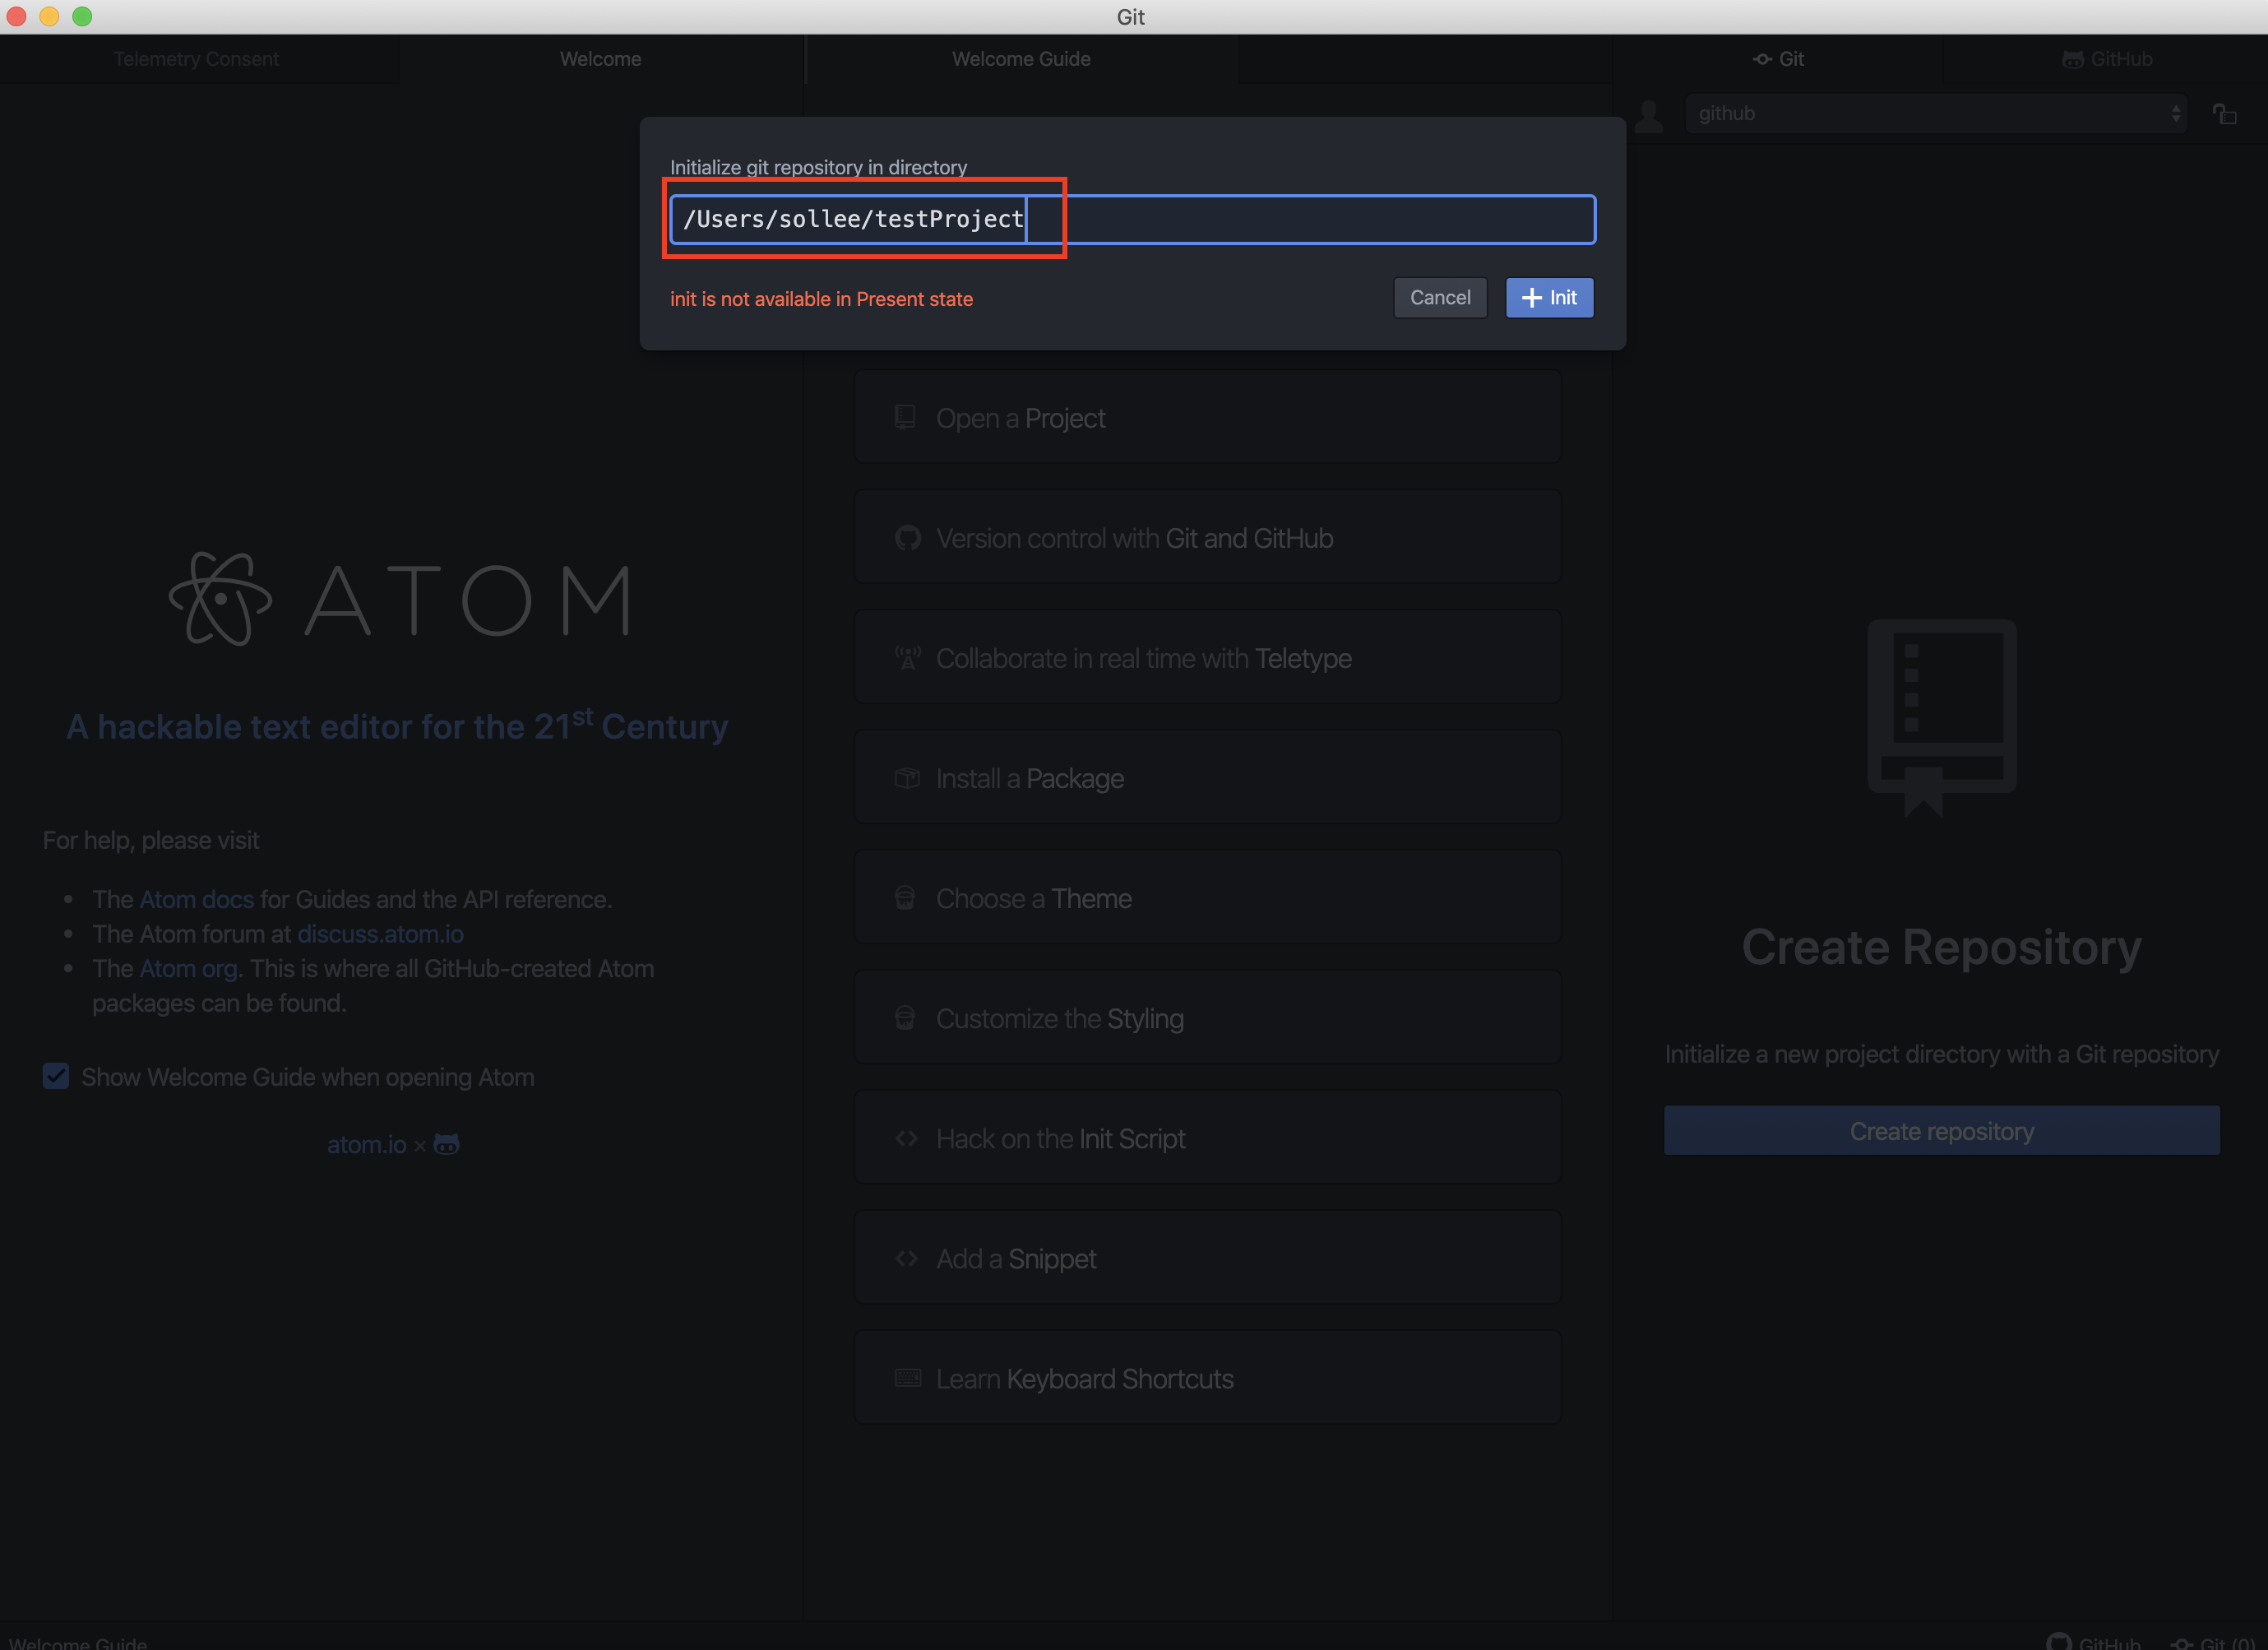 Git
Telemetry Consent
Welcome
Welcome Guide
Git
GitHub
github
Initialize git repository in directory
/Users/sollee/testProject
init is not available in Present state
Cancel
Init
Open a Project
Version control with Git and GitHub
Collaborate in real time with Teletype
Install a Package
Choose a Theme
Customize the Styling
Hack on the Init Script
Add a Snippet
Learn Keyboard Shortcuts
ATOM
A hackable text editor for the 21st Century
For help, please visit
The Atom docs for Guides and the API reference.
The Atom forum at discuss.atom.io
The Atom org. This is where all GitHub-created Atom
packages can be found.
Show Welcome Guide when opening Atom
atom.io ×
Create Repository
Initialize a new project directory with a Git repository
Create repository
Welcome Guide
GitHub
Git (0)